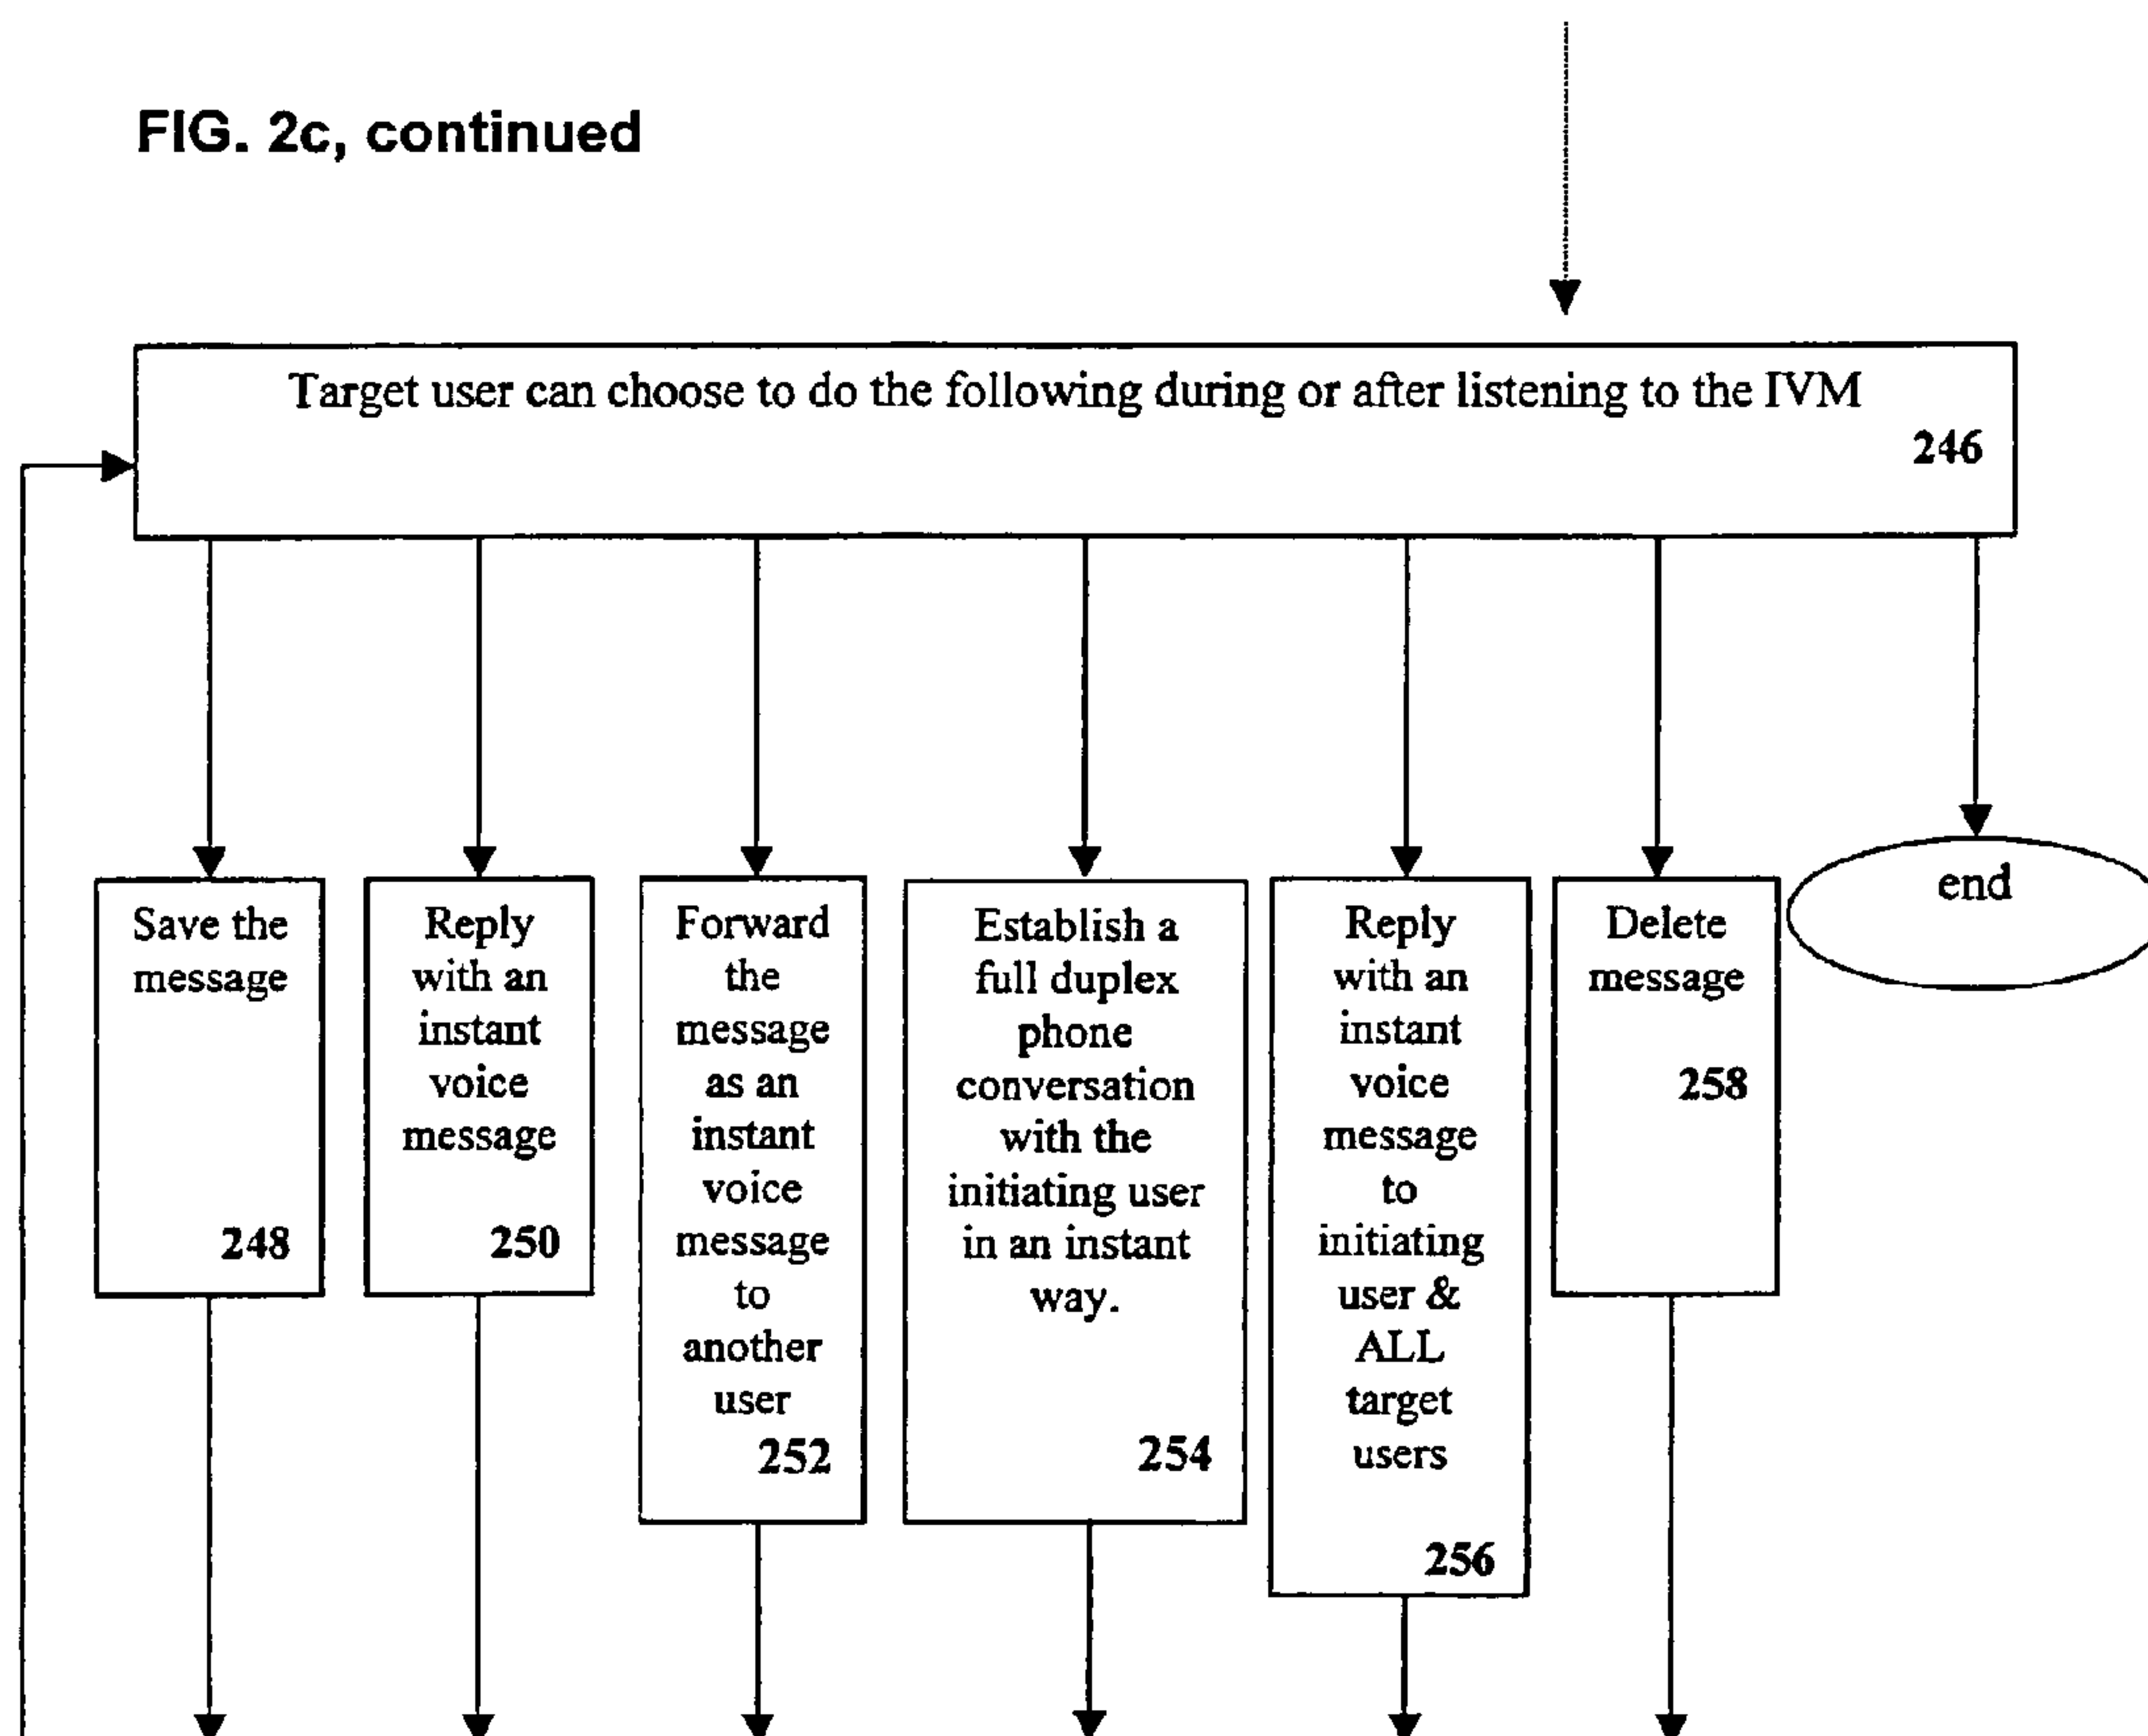 FIG. 2c, continued
Target user can choose to do the following during or after listening to the IVM
246
Save the
message
248
Reply
with an
instant
voice
message
250
Forward
the
message
as an
instant
voice
message
to
another
user
252
Establish a
full duplex
phone
conversation
with the
initiating user
in an instant
way.
254
Reply
with an
instant
voice
message
to
initiating
user &
ALL
target
users
256
Delete
message
258
end